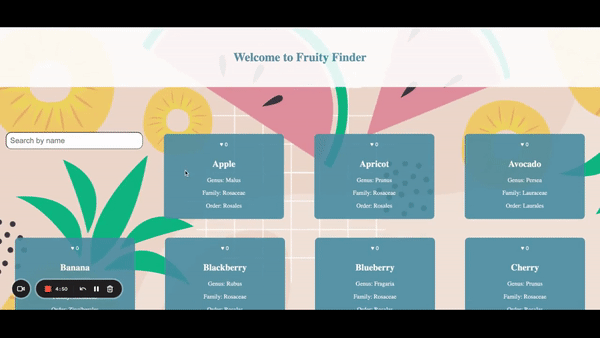 Welcome to Fruity Finder
Search by name
♥ 0
Apple
Genus: Malus
Family: Rosaceae
Order: Rosales
♥ 0
Apricot
Genus: Prunus
Family: Rosaceae
Order: Rosales
♥ 0
Avocado
Genus: Persea
Family: Lauraceae
Order: Laurales
♥ 0
Banana
♥ 0
Blackberry
Genus: Rubus
Family: Rosaceae
Order: Rosales
♥ 0
Blueberry
Genus: Fragaria
Family: Rosaceae
Order: Rosales
♥ 0
Cherry
Genus: Prunus
Family: Rosaceae
Order: Rosales
4:50